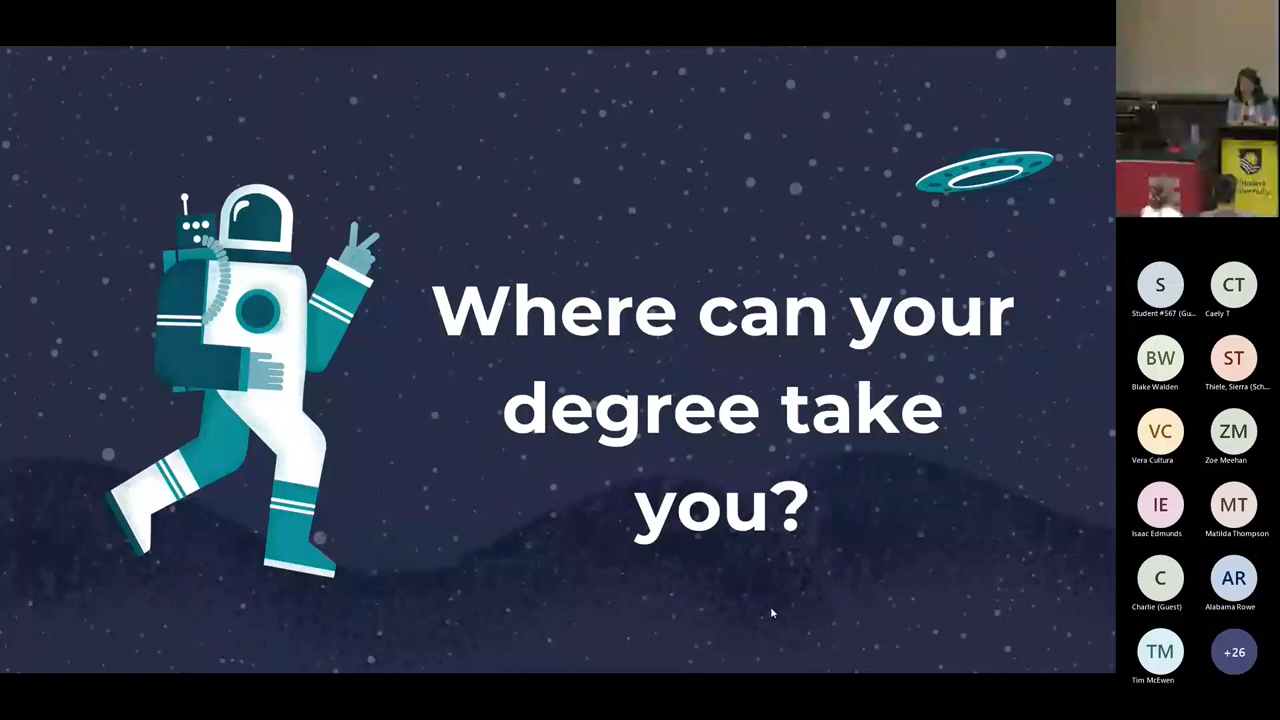 Where can your
degree take
you?
S
Student #567 (Gu...
CT
Caely T
BW
Blake Walden
ST
Thiele, Sierra (Sch...
VC
Vera Cultura
ZM
Zoe Meehan
IE
Isaac Edmunds
MT
Matilda Thompson
C
Charlie (Guest)
AR
Alabama Rowe
TM
Tim McEwen
+26